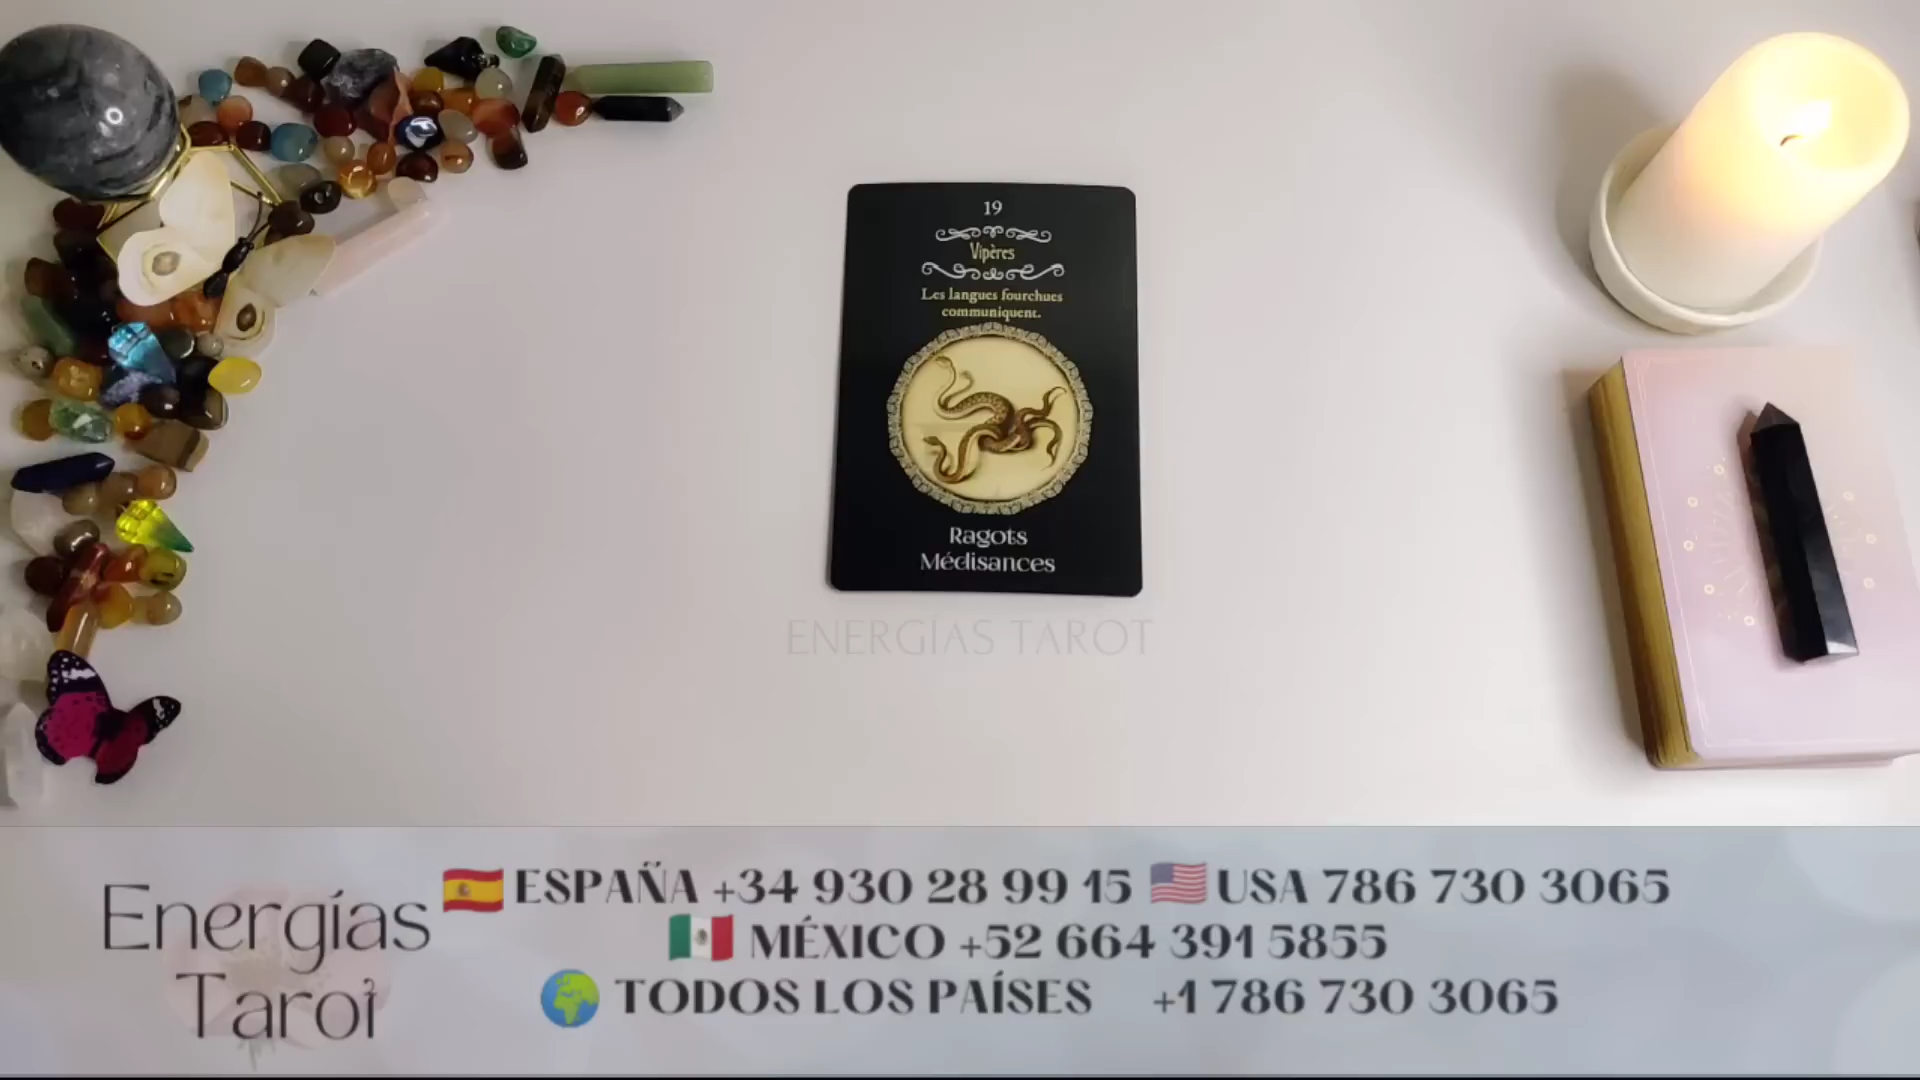 19
Vipères
Les langues fourchues
communiquent.
Ragots
Médisances
ENERGÍAS TAROT
Energías
Tarot
🇪🇸 ESPAÑA +34 930 28 99 15 🇺🇸 USA 786 730 3065
🇲🇽 MÉXICO +52 664 391 5855
🌍 TODOS LOS PAÍSES +1 786 730 3065